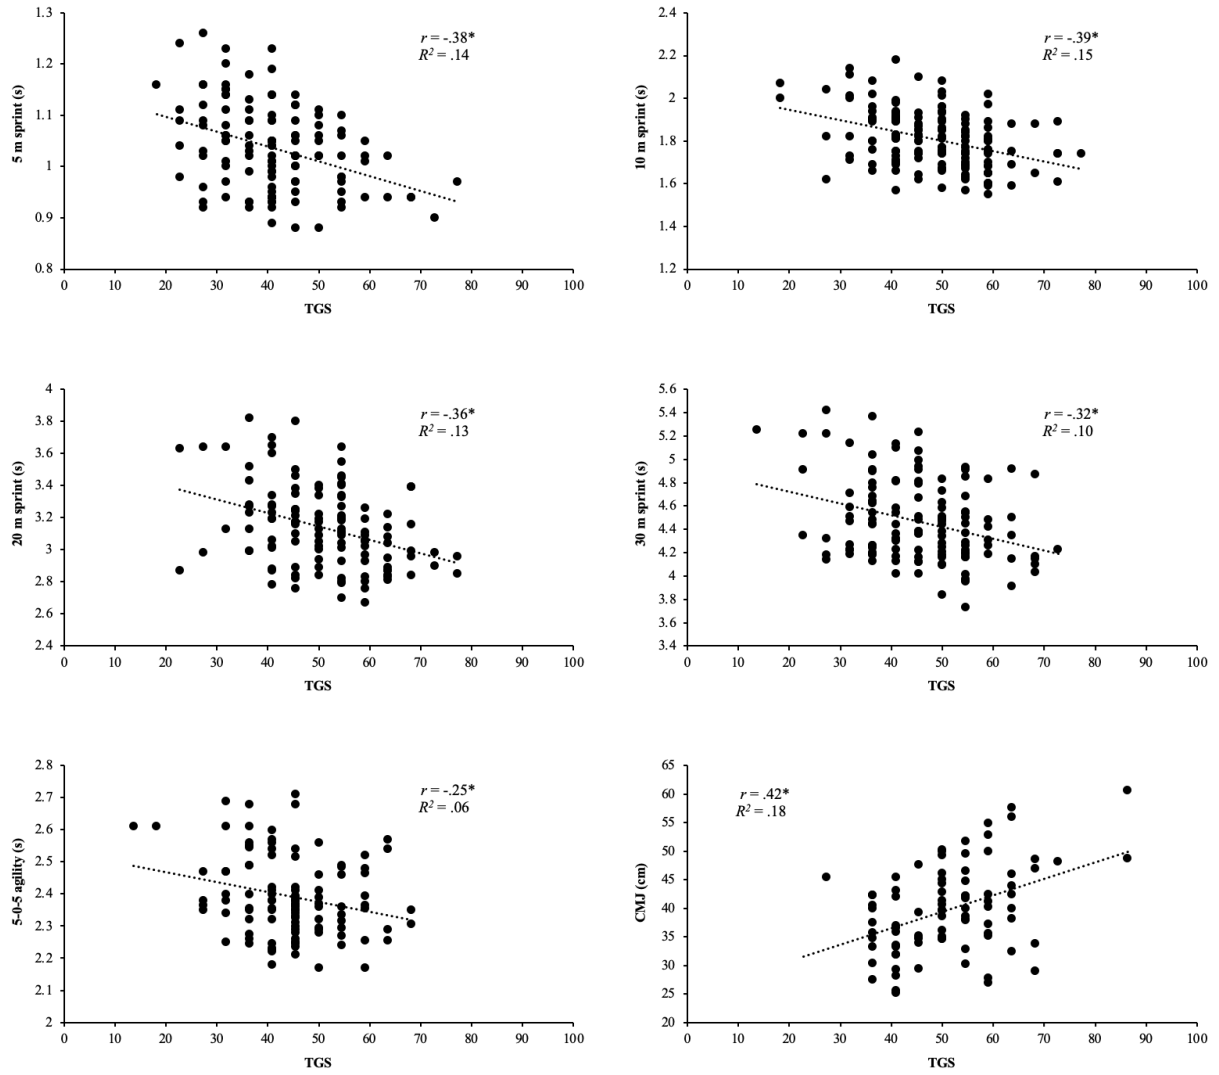 1.3
1.2
1.1
1
0.9
0.8
5 m sprint (s)
r = -.38*
R² = .14
0 10 20 30 40 50 60 70 80 90 100
TGS
2.4
2.2
2
1.8
1.6
1.4
1.2
10 m sprint (s)
r = -.39*
R² = .15
0 10 20 30 40 50 60 70 80 90 100
TGS
4
3.8
3.6
3.4
3.2
3
2.8
2.6
2.4
20 m sprint (s)
r = -.36*
R² = .13
0 10 20 30 40 50 60 70 80 90 100
TGS
5.6
5.4
5.2
5
4.8
4.6
4.4
4.2
4
3.8
3.6
3.4
30 m sprint (s)
r = -.32*
R² = .10
0 10 20 30 40 50 60 70 80 90 100
TGS
2.8
2.7
2.6
2.5
2.4
2.3
2.2
2.1
2
5-0-5 agility (s)
r = -.25*
R² = .06
0 10 20 30 40 50 60 70 80 90 100
TGS
65
60
55
50
45
40
35
30
25
20
CMJ (cm)
r = .42*
R² = .18
0 10 20 30 40 50 60 70 80 90 100
TGS